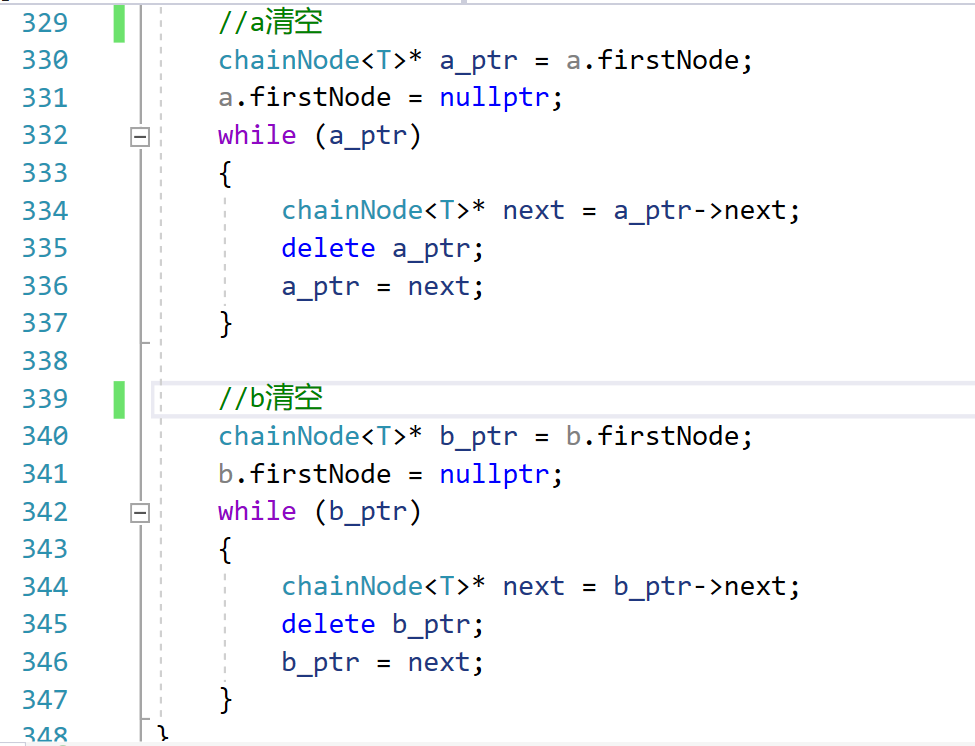 329 //a清空
330 chainNode<T>* a_ptr = a.firstNode;
331 a.firstNode = nullptr;
332 while (a_ptr)
333 {
334 chainNode<T>* next = a_ptr->next;
335 delete a_ptr;
336 a_ptr = next;
337 }
338
339 //b清空
340 chainNode<T>* b_ptr = b.firstNode;
341 b.firstNode = nullptr;
342 while (b_ptr)
343 {
344 chainNode<T>* next = b_ptr->next;
345 delete b_ptr;
346 b_ptr = next;
347 }
348 }